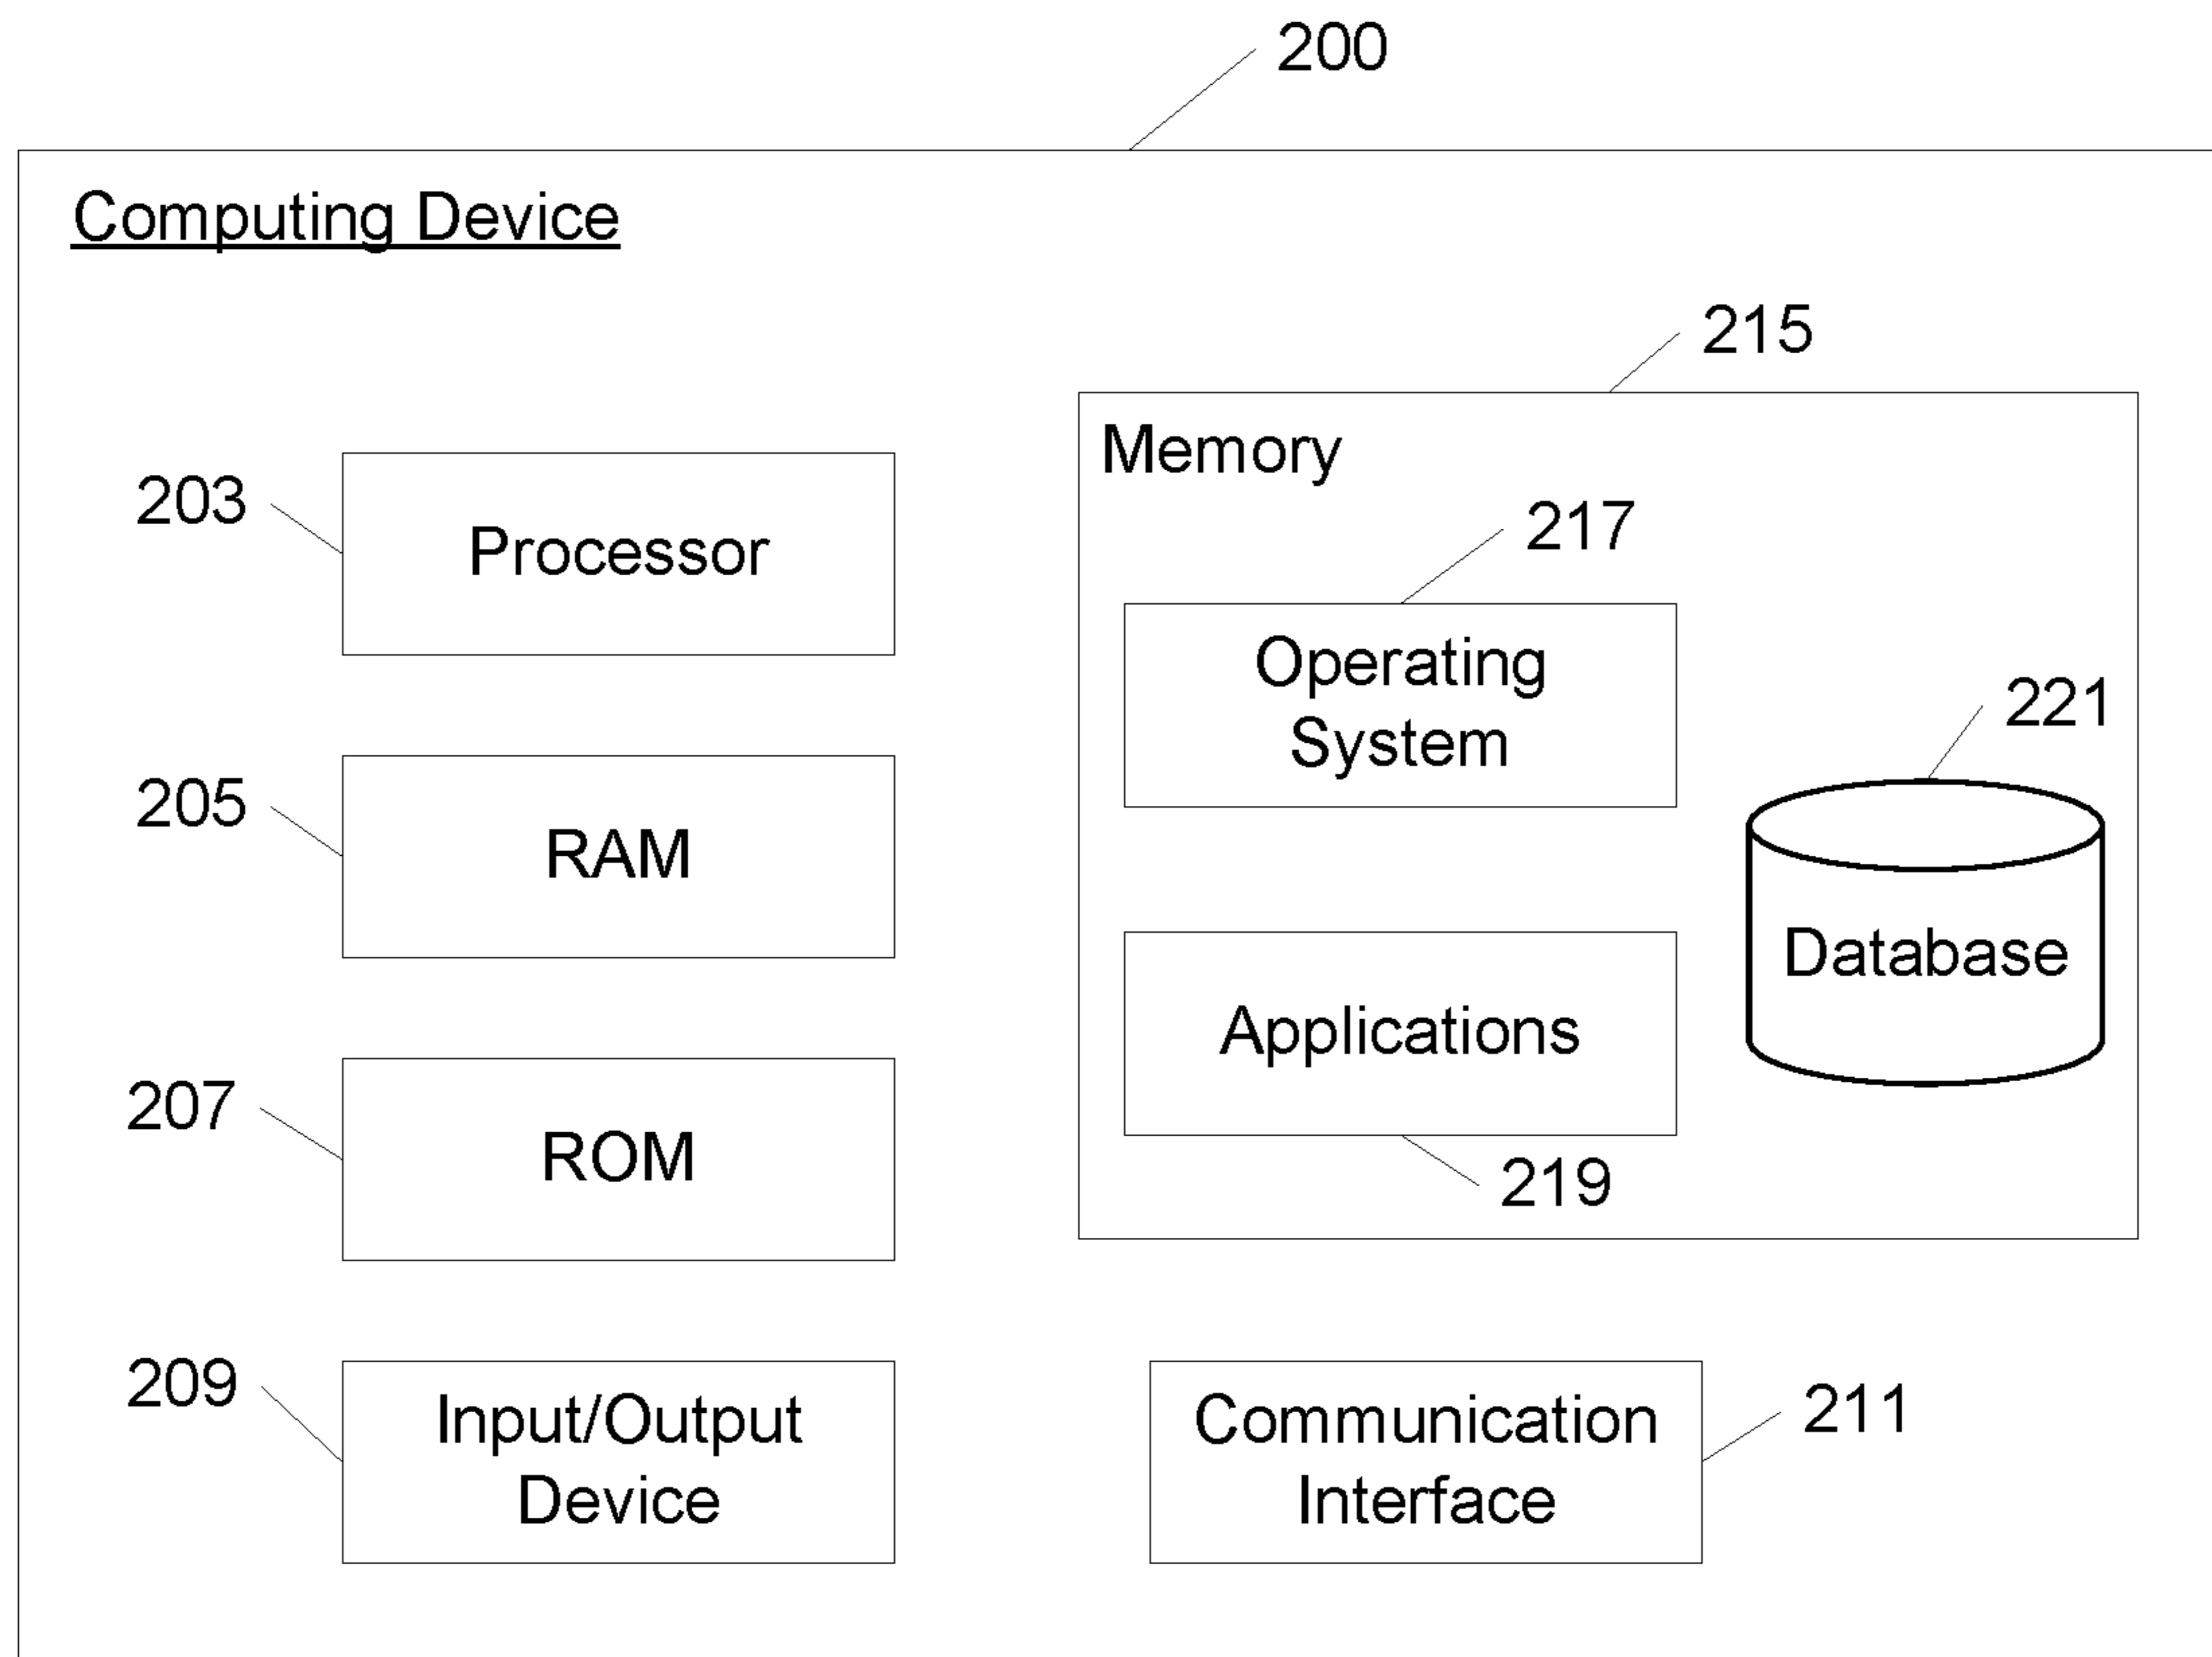 200
Computing Device
215
Memory
203
Processor
217
Operating
System
221
205
RAM
Database
Applications
207
ROM
219
209
Input/Output
Device
Communication
Interface
211